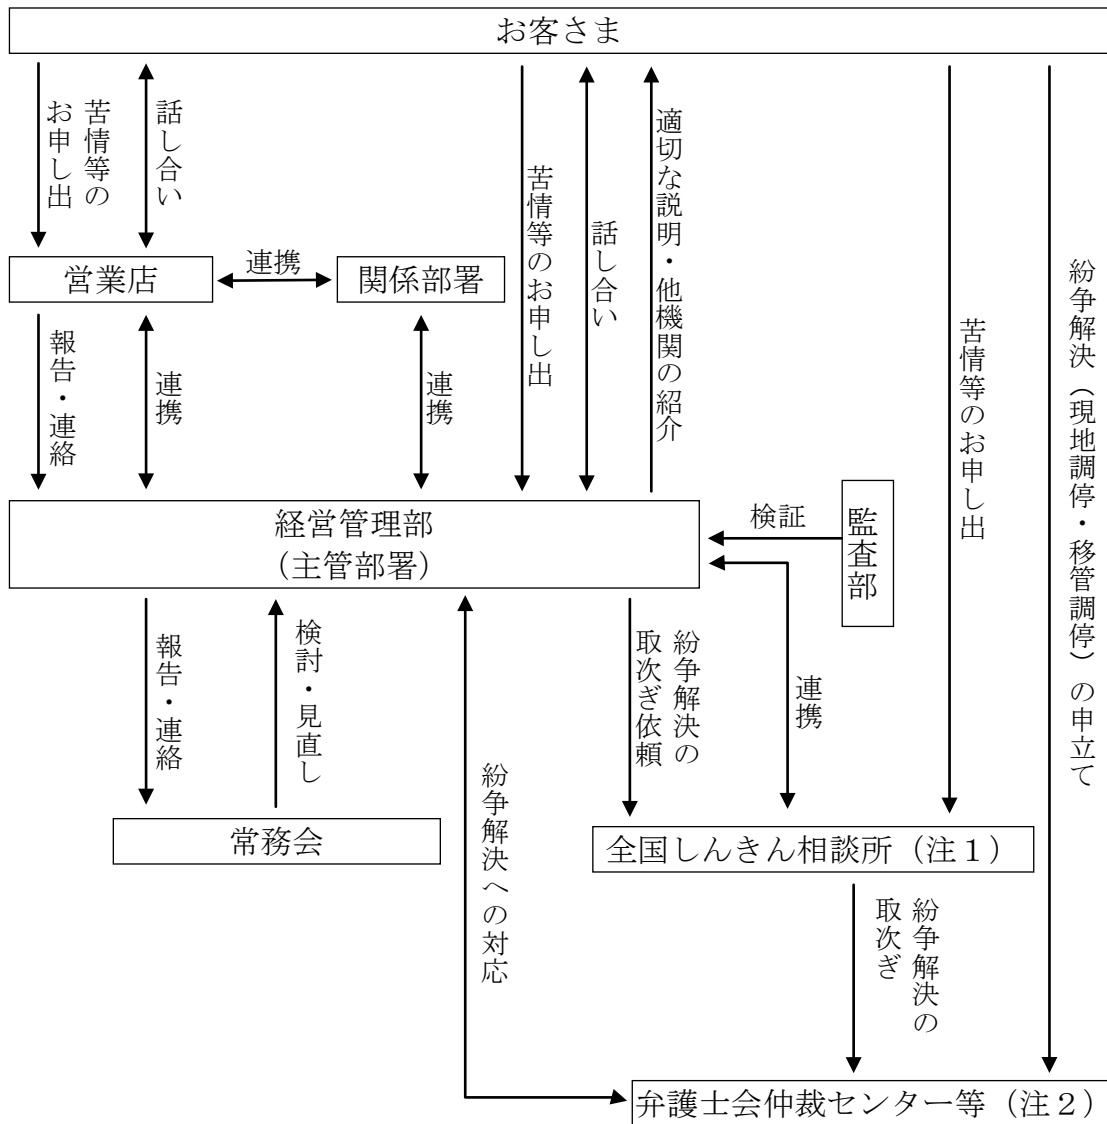 お客さま
苦情等の
お申し出
話し合い
苦情等のお申し出
話し合い
適切な説明・他機関の紹介
苦情等のお申し出
紛争解決（現地調停・移管調停）の申立て
営業店
連携
関係部署
報告・連絡
連携
連携
経営管理部
（主管部署）
検証
監査部
報告・連絡
検討・見直し
紛争解決への対応
紛争解決の
取次ぎ依頼
連携
常務会
全国しんきん相談所（注１）
紛争解決の
取次ぎ
弁護士会仲裁センター等（注２）